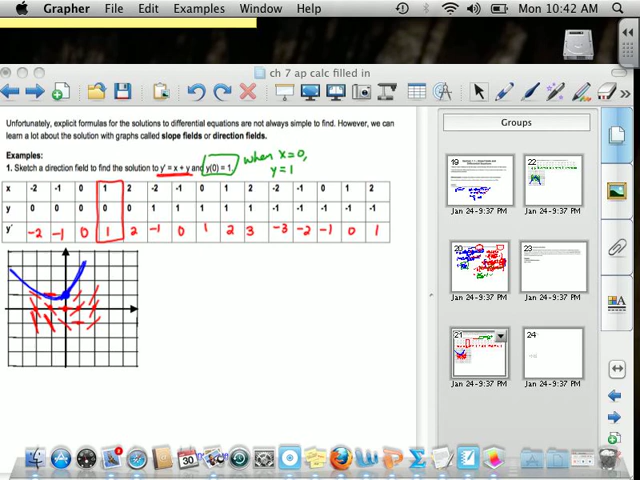 Grapher File Edit Examples Window Help Mon 10:42 AM
ch 7 ap calc filled in
Groups
Unfortunately, explicit formulas for the solutions to differential equations are not always simple to find. However, we can
learn a lot about the solution with graphs called slope fields or direction fields.
Examples:
1. Sketch a direction field to find the solution to y' = x + y and y(0) = 1.
when x=0,
y=1
x -2 -1 0 1 2 -2 -1 0 1 2 -2 -1 0 1 2
y 0 0 0 0 0 1 1 1 1 1 -1 -1 -1 -1 -1
y' -2 -1 0 1 2 -1 0 1 2 3 -3 -2 -1 0 1
19
22
Jan 24-9:37 PM
Jan 24-9:37 PM
20
23
Jan 24-9:37 PM
Jan 24-9:37 PM
21
24
Jan 24-9:37 PM
Jan 24-9:37 PM